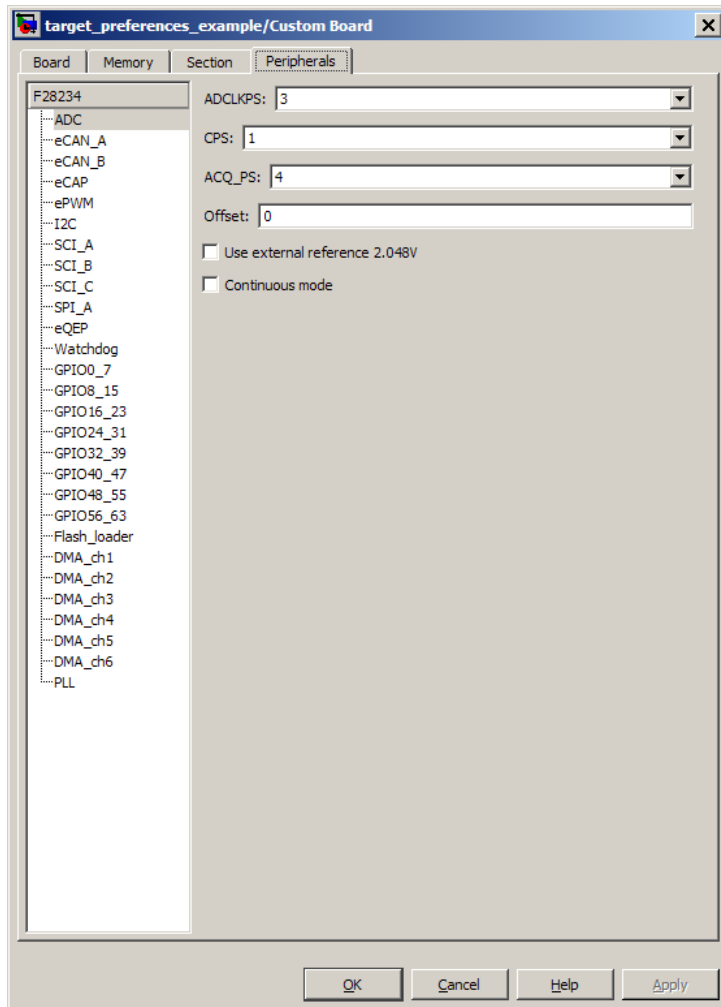 target_preferences_example/Custom Board
Board Memory Section Peripherals
F28234
ADC
eCAN_A
eCAN_B
eCAP
ePWM
I2C
SCI_A
SCI_B
SCI_C
SPI_A
eQEP
Watchdog
GPIO0_7
GPIO8_15
GPIO16_23
GPIO24_31
GPIO32_39
GPIO40_47
GPIO48_55
GPIO56_63
Flash_loader
DMA_ch1
DMA_ch2
DMA_ch3
DMA_ch4
DMA_ch5
DMA_ch6
PLL
ADCLKPS: 3
CPS: 1
ACQ_PS: 4
Offset: 0
Use external reference 2.048V
Continuous mode
OK Cancel Help Apply